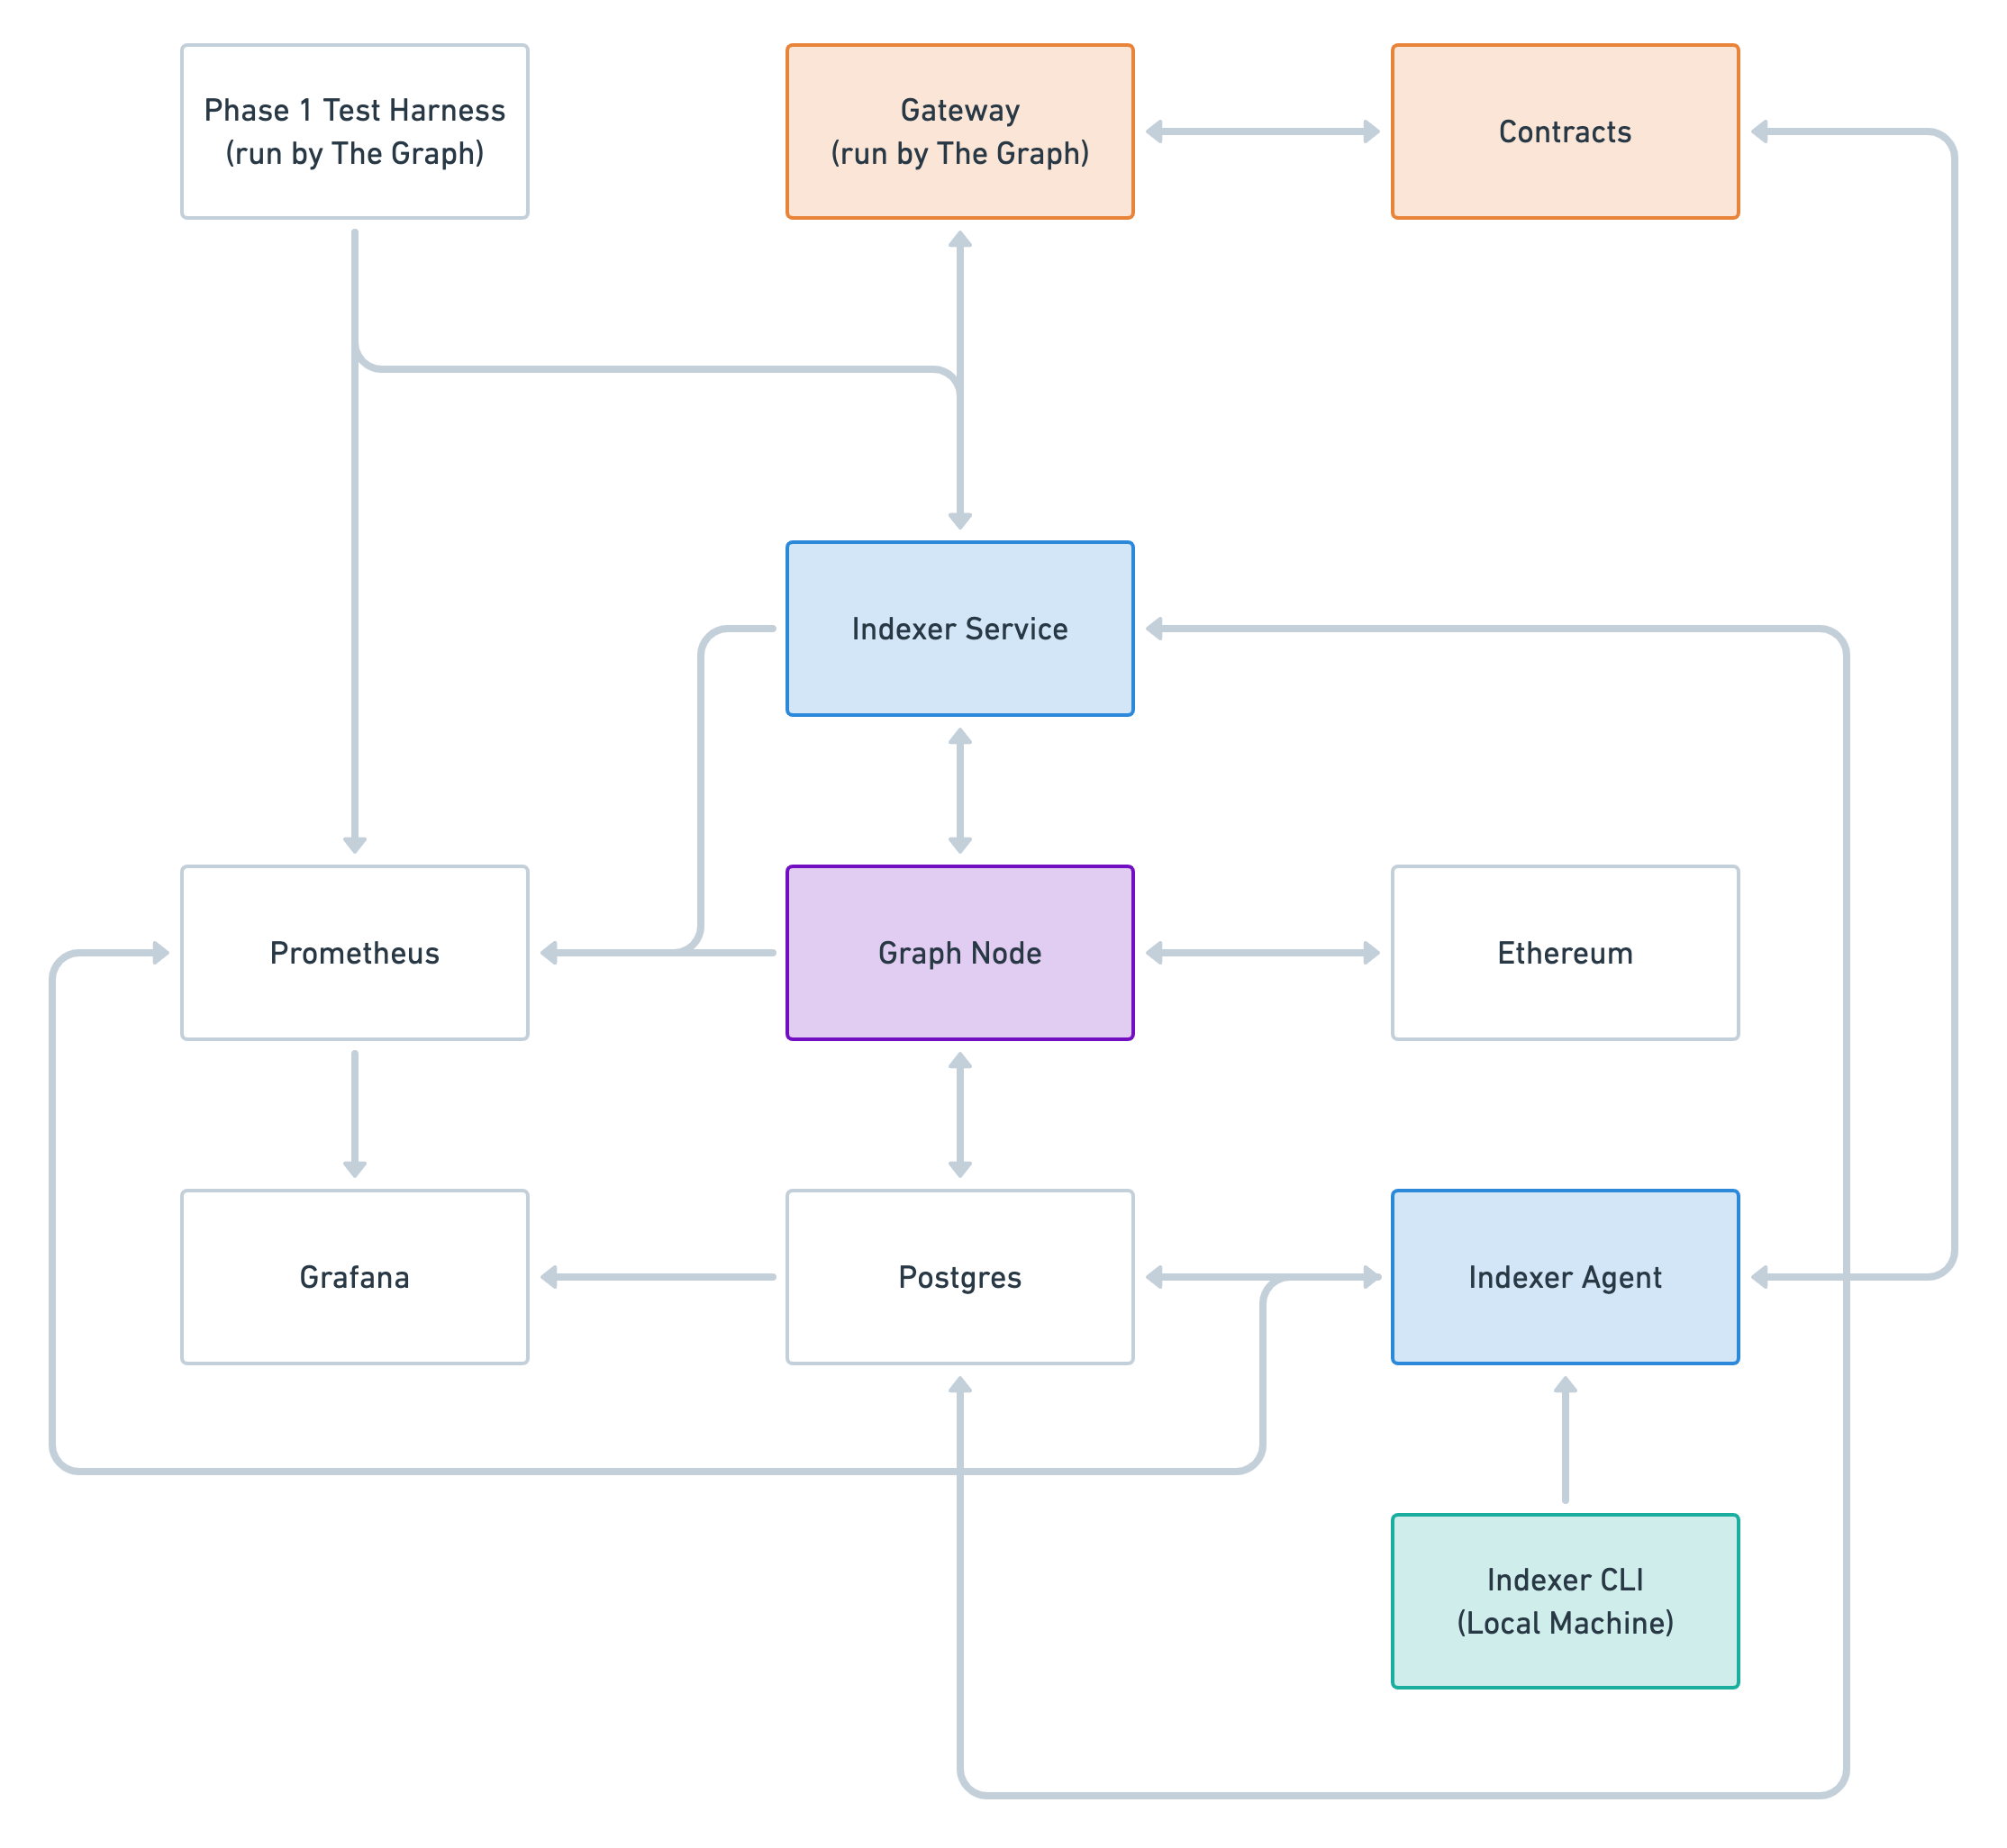 Phase 1 Test Harness
(run by The Graph)
Gateway
(run by The Graph)
Contracts
Indexer Service
Prometheus
Graph Node
Ethereum
Grafana
Postgres
Indexer Agent
Indexer CLI
(Local Machine)